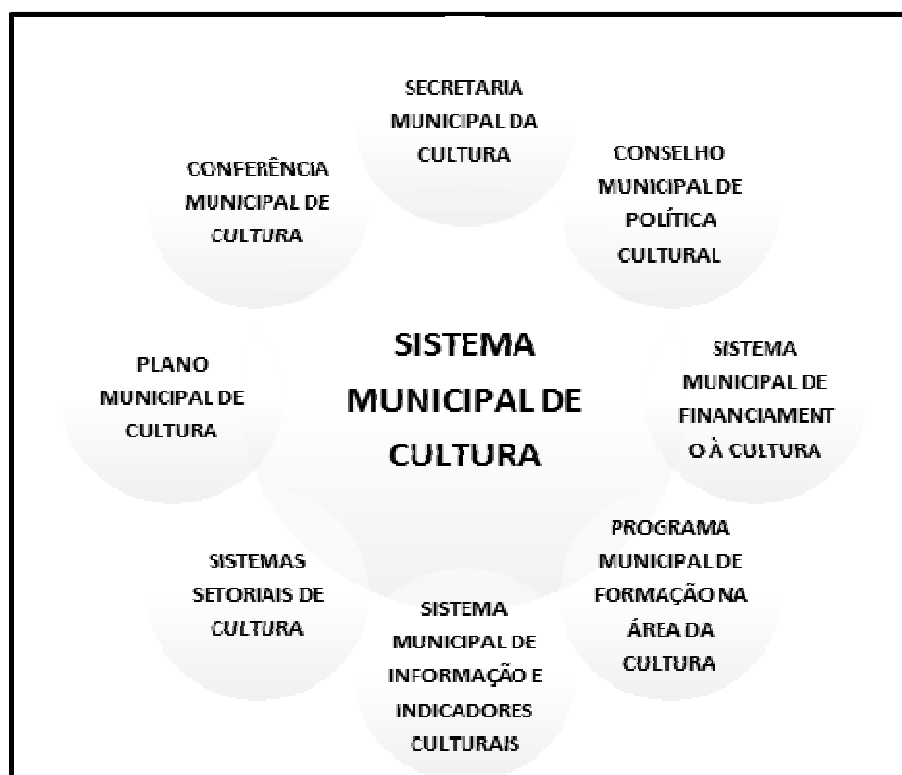 SECRETARIA
MUNICIPAL DA
CULTURA
CONSELHO
MUNICIPAL DE
POLÍTICA
CULTURAL
SISTEMA
MUNICIPAL DE
FINANCIAMENT
O À CULTURA
PROGRAMA
MUNICIPAL DE
FORMAÇÃO NA
ÁREA DA
CULTURA
SISTEMA
MUNICIPAL DE
INFORMAÇÃO E
INDICADORES
CULTURAIS
SISTEMAS
SETORIAIS DE
CULTURA
PLANO
MUNICIPAL DE
CULTURA
CONFERÊNCIA
MUNICIPAL DE
CULTURA
SISTEMA
MUNICIPAL DE
CULTURA